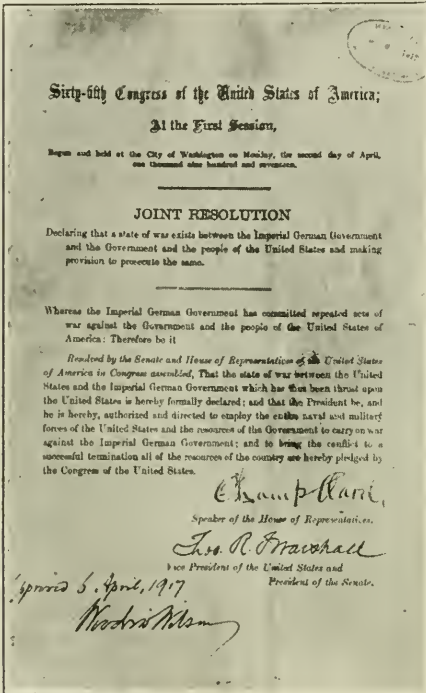 Sixty-fifth Congress of the United States of America;
At the First Session,
Begun and held at the City of Washington on Monday, the second day of April,
one thousand nine hundred and seventeen.
JOINT RESOLUTION
Declaring that a state of war exists between the Imperial German Government
and the Government and the people of the United States and making
provision to prosecute the same.
Whereas the Imperial German Government has committed repeated acts of
war against the Government and the people of the United States of
America: Therefore be it
Resolved by the Senate and House of Representatives of the United States
of America in Congress assembled, That the state of war between the United
States and the Imperial German Government which has thus been thrust upon
the United States is hereby formally declared; and that the President be, and
he is hereby, authorized and directed to employ the entire naval and military
forces of the United States and the resources of the Government to carry on war
against the Imperial German Government; and to bring the conflict to a
successful termination all of the resources of the country are hereby pledged by
the Congress of the United States.
Champ Clark,
Speaker of the House of Representatives.
Thos. R. Marshall
Vice President of the United States and
President of the Senate.
Approved 6 April, 1917
Woodrow Wilson